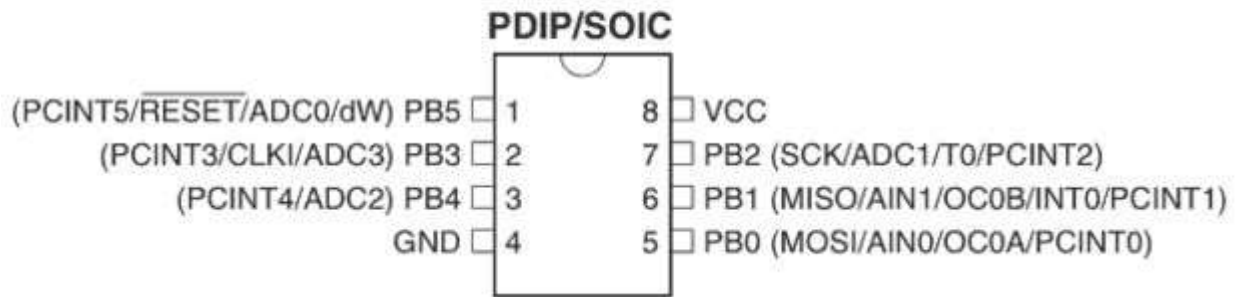 PDIP/SOIC
(PCINT5/RESET/ADC0/dW) PB5 1 8 VCC
(PCINT3/CLKI/ADC3) PB3 2 7 PB2 (SCK/ADC1/T0/PCINT2)
(PCINT4/ADC2) PB4 3 6 PB1 (MISO/AIN1/OC0B/INT0/PCINT1)
GND 4 5 PB0 (MOSI/AIN0/OC0A/PCINT0)